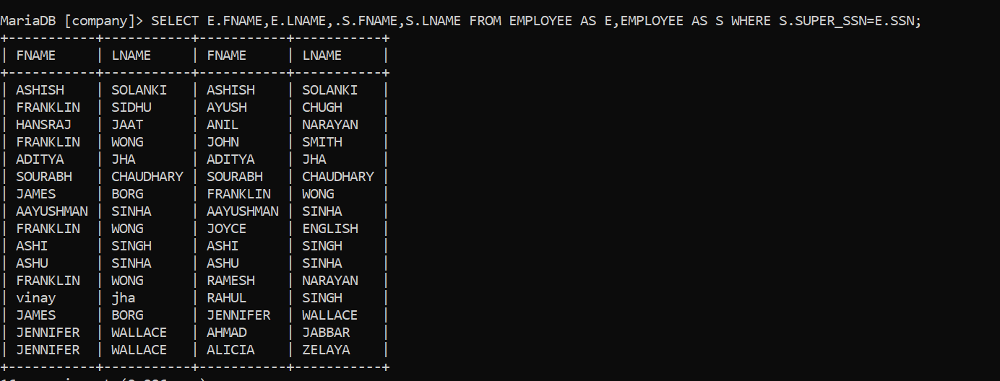 MariaDB [company]> SELECT E.FNAME,E.LNAME,.S.FNAME,S.LNAME FROM EMPLOYEE AS E,EMPLOYEE AS S WHERE S.SUPER_SSN=E.SSN;
+-----------+-----------+-----------+-----------+
| FNAME     | LNAME     | FNAME     | LNAME     |
+-----------+-----------+-----------+-----------+
| ASHISH    | SOLANKI   | ASHISH    | SOLANKI   |
| FRANKLIN  | SIDHU     | AYUSH     | CHUGH     |
| HANSRAJ   | JAAT      | ANIL      | NARAYAN   |
| FRANKLIN  | WONG      | JOHN      | SMITH     |
| ADITYA    | JHA       | ADITYA    | JHA       |
| SOURABH   | CHAUDHARY | SOURABH   | CHAUDHARY |
| JAMES     | BORG      | FRANKLIN  | WONG      |
| AAYUSHMAN | SINHA     | AAYUSHMAN | SINHA     |
| FRANKLIN  | WONG      | JOYCE     | ENGLISH   |
| ASHI      | SINGH     | ASHI      | SINGH     |
| ASHU      | SINHA     | ASHU      | SINHA     |
| FRANKLIN  | WONG      | RAMESH    | NARAYAN   |
| vinay     | jha       | RAHUL     | SINGH     |
| JAMES     | BORG      | JENNIFER  | WALLACE   |
| JENNIFER  | WALLACE   | AHMAD     | JABBAR    |
| JENNIFER  | WALLACE   | ALICIA    | ZELAYA    |
+-----------+-----------+-----------+-----------+